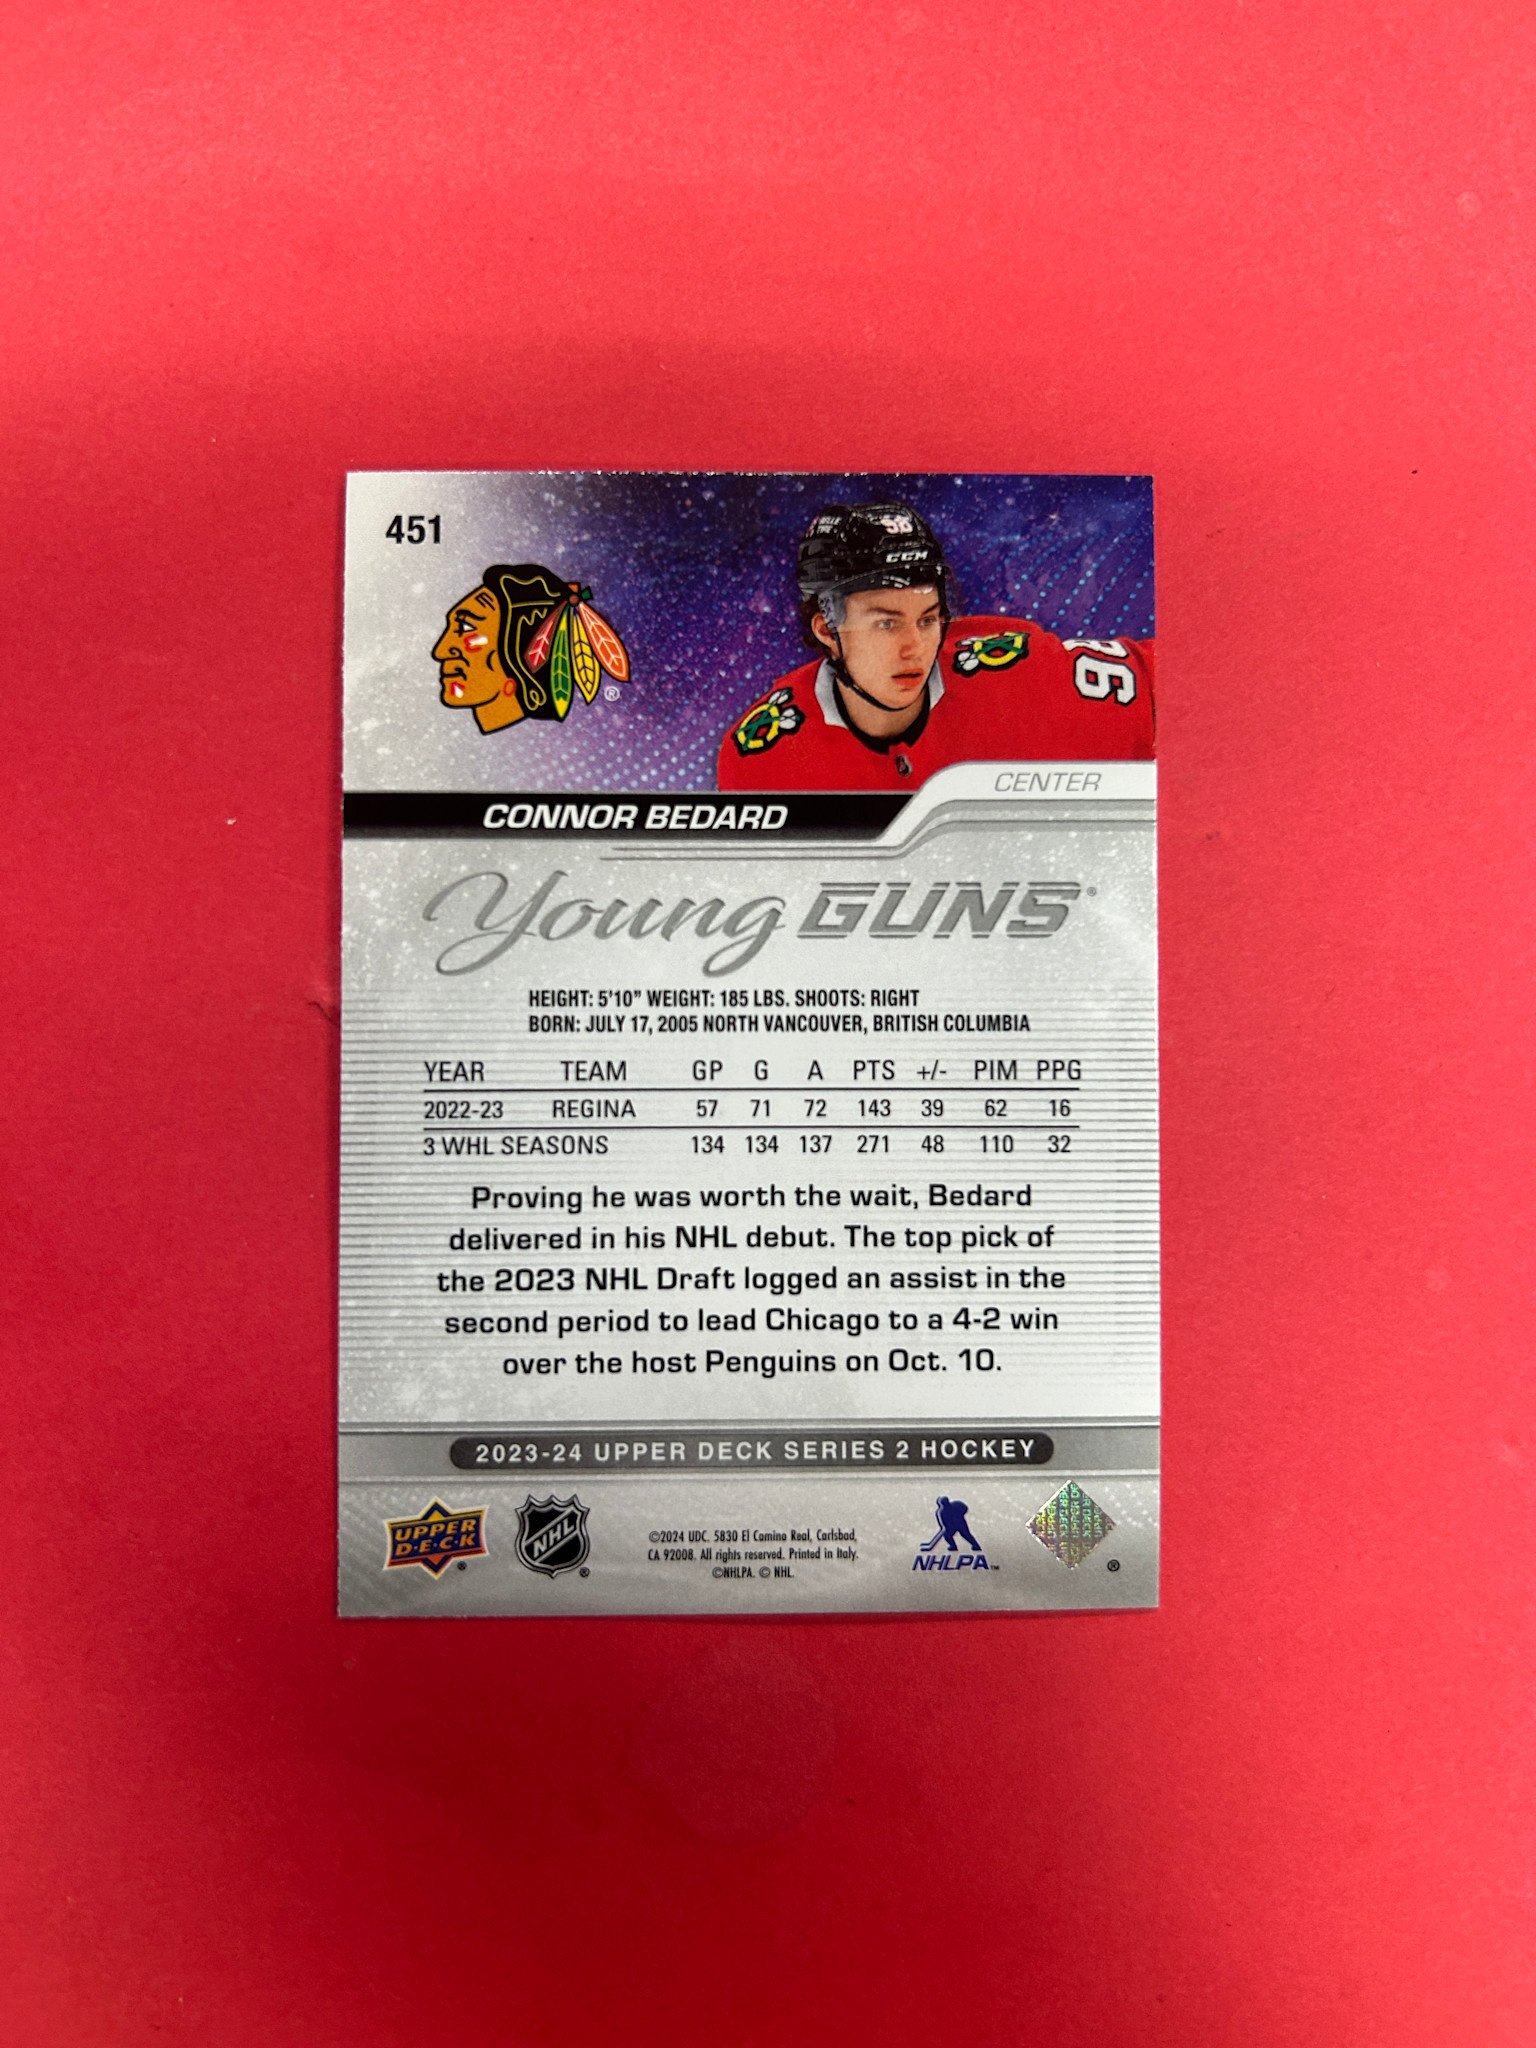 451
98
CCM
98
®
CENTER
CONNOR BEDARD
Young GUNS®
HEIGHT: 5'10" WEIGHT: 185 LBS. SHOOTS: RIGHT
BORN: JULY 17, 2005 NORTH VANCOUVER, BRITISH COLUMBIA
YEAR TEAM GP G A PTS +/- PIM PPG
2022-23 REGINA 57 71 72 143 39 62 16
3 WHL SEASONS 134 134 137 271 48 110 32
Proving he was worth the wait, Bedard
delivered in his NHL debut. The top pick of
the 2023 NHL Draft logged an assist in the
second period to lead Chicago to a 4-2 win
over the host Penguins on Oct. 10.
2023-24 UPPER DECK SERIES 2 HOCKEY
UPPER
D•E•C•K®
NHL®
©2024 UDC. 5830 El Camino Real, Carlsbad,
CA 92008. All rights reserved. Printed in Italy.
©NHLPA. © NHL.
NHLPA™
®